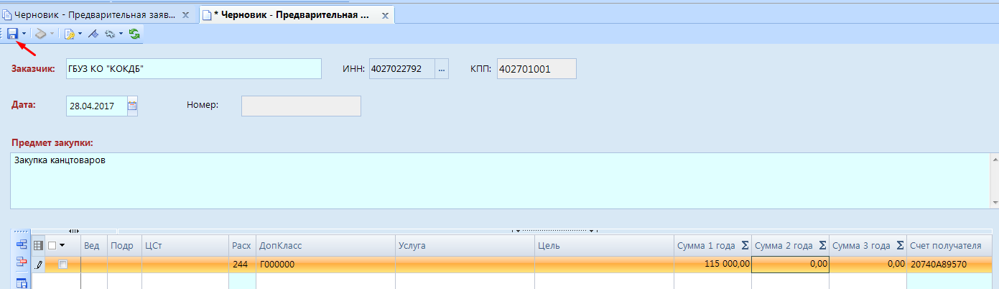 Черновик - Предварительная заяв...
* Черновик - Предварительная ...
Заказчик: ГБУЗ КО "КОКДБ" ИНН: 4027022792 ... КПП: 402701001
Дата: 28.04.2017 Номер:
Предмет закупки:
Закупка канцтоваров
Вед Подр ЦСт Расх ДопКласс Услуга Цель Сумма 1 года Σ Сумма 2 года Σ Сумма 3 года Σ Счет получателя
244 Г000000 115 000,00 0,00 0,00 20740А89570